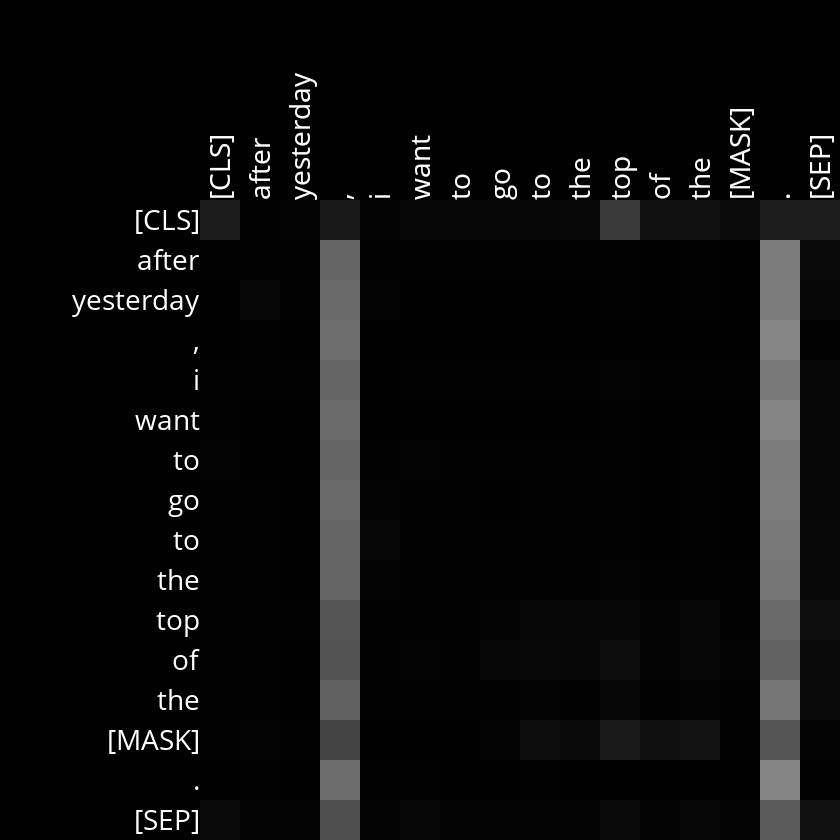 [CLS] after yesterday , i want to go to the top of the [MASK] . [SEP]
[CLS]
after
yesterday
,
i
want
to
go
to
the
top
of
the
[MASK]
.
[SEP]